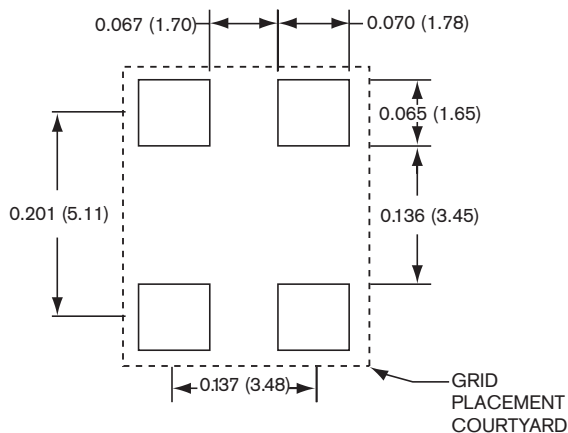 0.067 (1.70)
0.070 (1.78)
0.065 (1.65)
0.201 (5.11)
0.136 (3.45)
0.137 (3.48)
GRID
PLACEMENT
COURTYARD